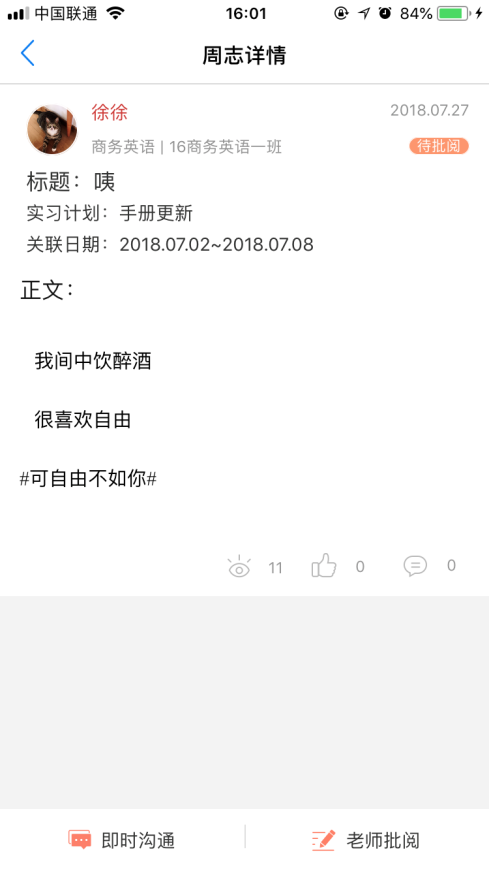 中国联通 16:01 84%
周志详情
徐徐 2018.07.27
商务英语 | 16商务英语一班 待批阅
标题：咦
实习计划：手册更新
关联日期：2018.07.02~2018.07.08
正文：
我间中饮醉酒
很喜欢自由
#可自由不如你#
11 0 0
即时沟通 老师批阅